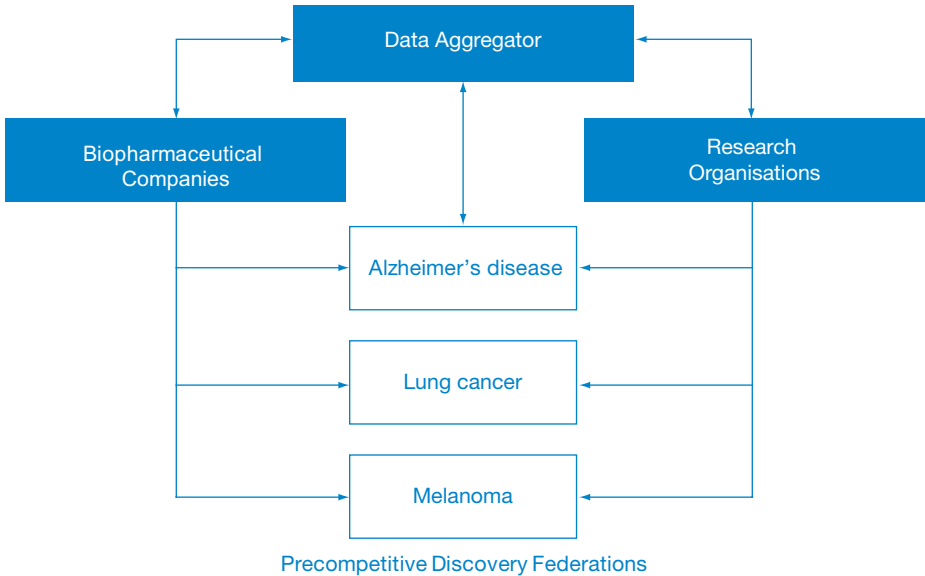 Data Aggregator
Biopharmaceutical
Companies
Research
Organisations
Alzheimer's disease
Lung cancer
Melanoma
Precompetitive Discovery Federations